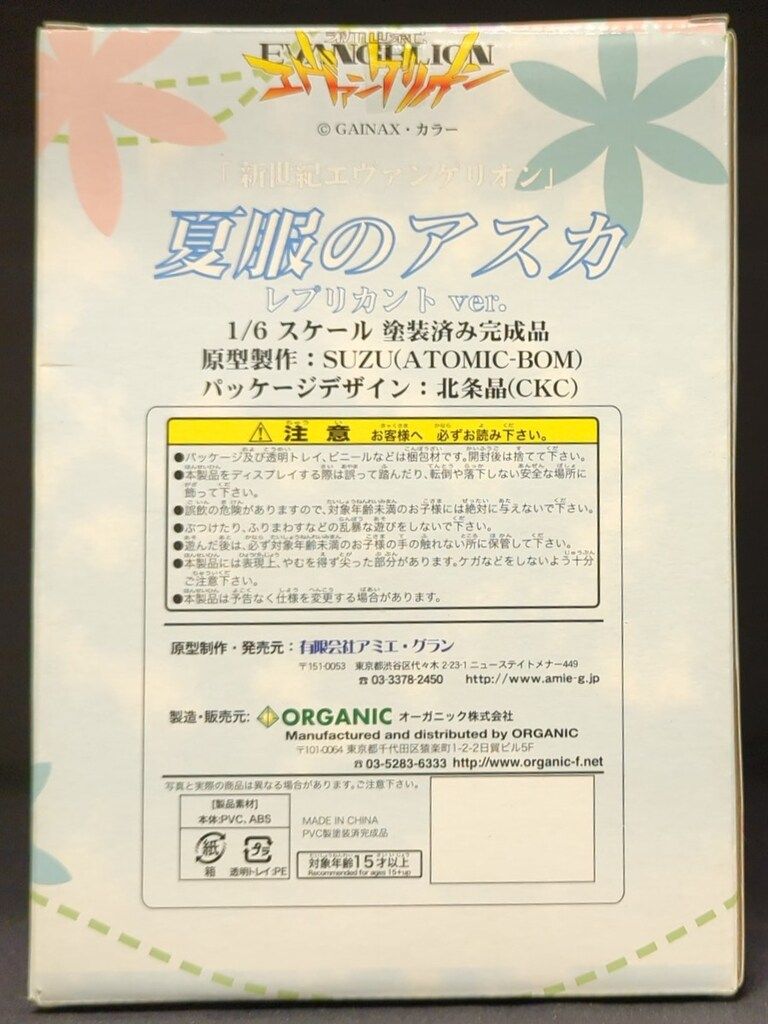 EVANGELION
エヴァンゲリオン
© GAINAX・カラー
「新世紀エヴァンゲリオン」
夏服のアスカ
レプリカント ver.
1/6 スケール 塗装済み完成品
原型製作：SUZU(ATOMIC-BOM)
パッケージデザイン：北条晶(CKC)
注意 お客様へ 必ずお読み下さい。
●パッケージ及び透明トレイ、ビニールなどは梱包材です。開封後は捨てて下さい。
●本製品をディスプレイする際は誤って踏んだり、転倒や落下しない安全な場所に
飾って下さい。
●誤飲の危険がありますので、対象年齢未満のお子様には絶対に与えないで下さい。
●ぶつけたり、ふりまわすなどの乱暴な遊びをしないで下さい。
●遊んだ後は、必ず対象年齢未満のお子様の手の触れない所に保管して下さい。
●本製品には表現上、やむを得ず尖った部分があります。ケガなどをしないよう十分
ご注意下さい。
●本製品は予告なく仕様を変更する場合があります。
原型制作・発売元：有限会社アミエ・グラン
〒151-0053 東京都渋谷区代々木 2-23-1 ニューステイトメナー449
☎ 03-3378-2450 http://www.amie-g.jp
製造・販売元: ORGANIC オーガニック株式会社
Manufactured and distributed by ORGANIC
〒101-0064 東京都千代田区猿楽町1-2-2日貿ビル5F
☎ 03-5283-6333 http://www.organic-f.net
写真と実際の商品は異なる場合があります。ご注意下さい。
[製品素材]
本体:PVC, ABS
紙
箱
プラ
透明トレイ:PE
MADE IN CHINA
PVC製塗装済完成品
対象年齢15才以上
Recommended for ages 15+up